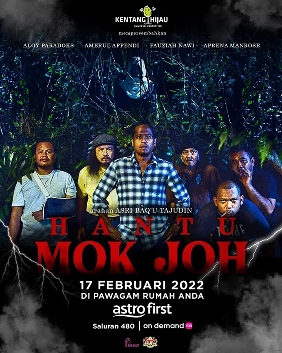 KENTANG HIJAU
mempersembahkan
ALOY PARADOKS AMERUL AFFENDI FAUZIAH NAWI APRENA MANROSE
arahan ASRI BAQ'U TAJUDIN
HANTU
MOK JOH
17 FEBRUARI 2022
DI PAWAGAM RUMAH ANDA
astro first
Saluran 480 | on demand